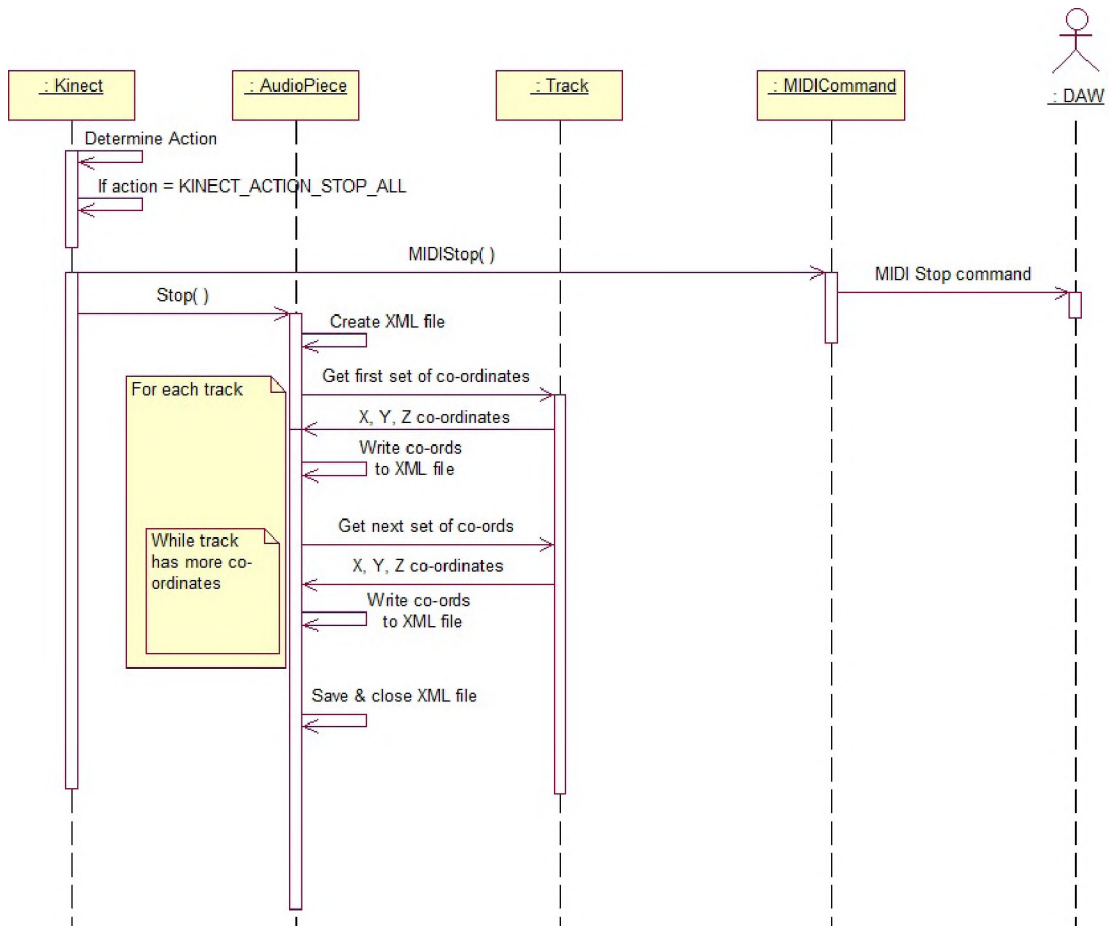 : Kinect
: AudioPiece
: Track
: MIDICommand
: DAW
Determine Action
If action = KINECT_ACTION_STOP_ALL
MIDIStop( )
MIDI Stop command
Stop( )
Create XML file
For each track
Get first set of co-ordinates
X, Y, Z co-ordinates
Write co-ords
to XML file
Get next set of co-ords
While track
has more co-
ordinates
X, Y, Z co-ordinates
Write co-ords
to XML file
Save & close XML file